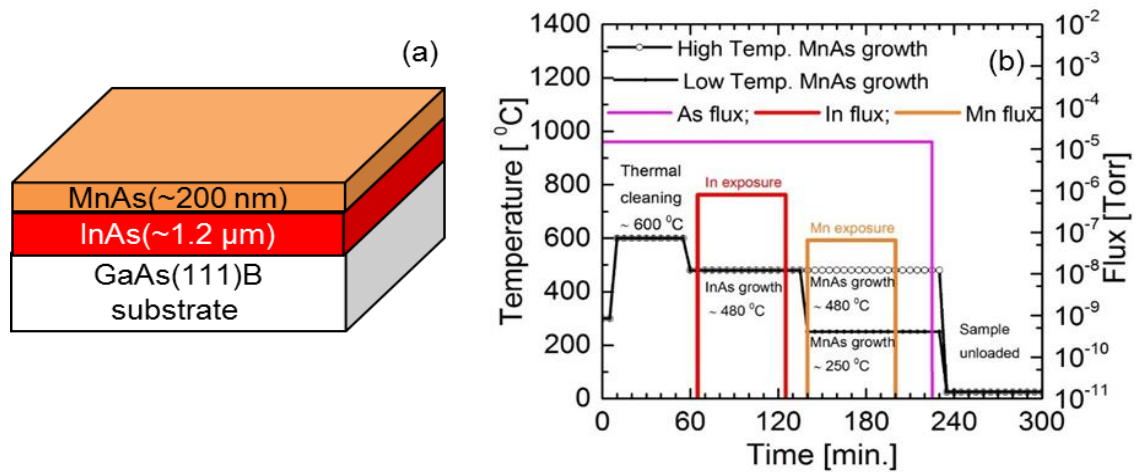 (a)
MnAs(~200 nm)
InAs(~1.2 μm)
GaAs(111)B
substrate
(b)
High Temp. MnAs growth
Low Temp. MnAs growth
As flux; In flux; Mn flux
Temperature [ ⁰C]
1400
1200
1000
800
600
400
200
0
Thermal
cleaning
~ 600 ⁰C
In exposure
Mn exposure
InAs growth
~ 480 ⁰C
MnAs growth
~ 480 ⁰C
MnAs growth
~ 250 ⁰C
Sample
unloaded
10⁻²
10⁻³
10⁻⁴
10⁻⁵
10⁻⁶
10⁻⁷
10⁻⁸
10⁻⁹
10⁻¹⁰
10⁻¹¹
Flux [Torr]
0 60 120 180 240 300
Time [min.]